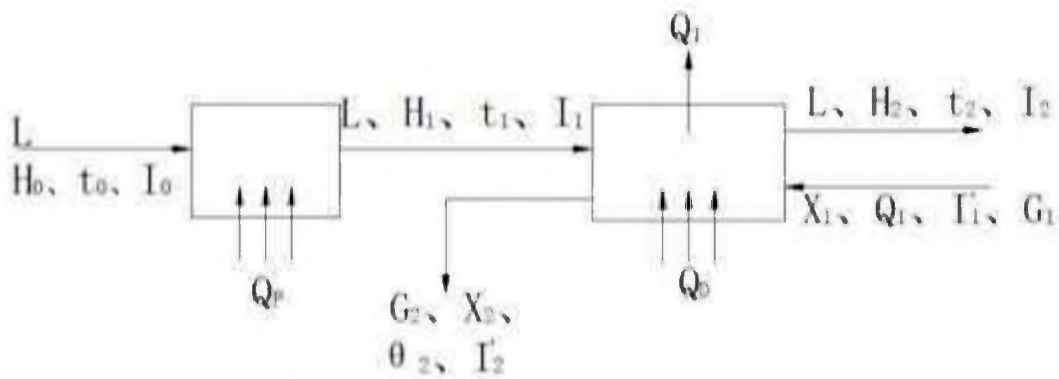 Q₁
L
H₀、t₀、I₀
L、H₁、t₁、I₁
L、H₂、t₂、I₂
X₁、Q₁、I'₁、G₁
Qₚ
G₂、X₂、
θ₂、I'₂
Q_D